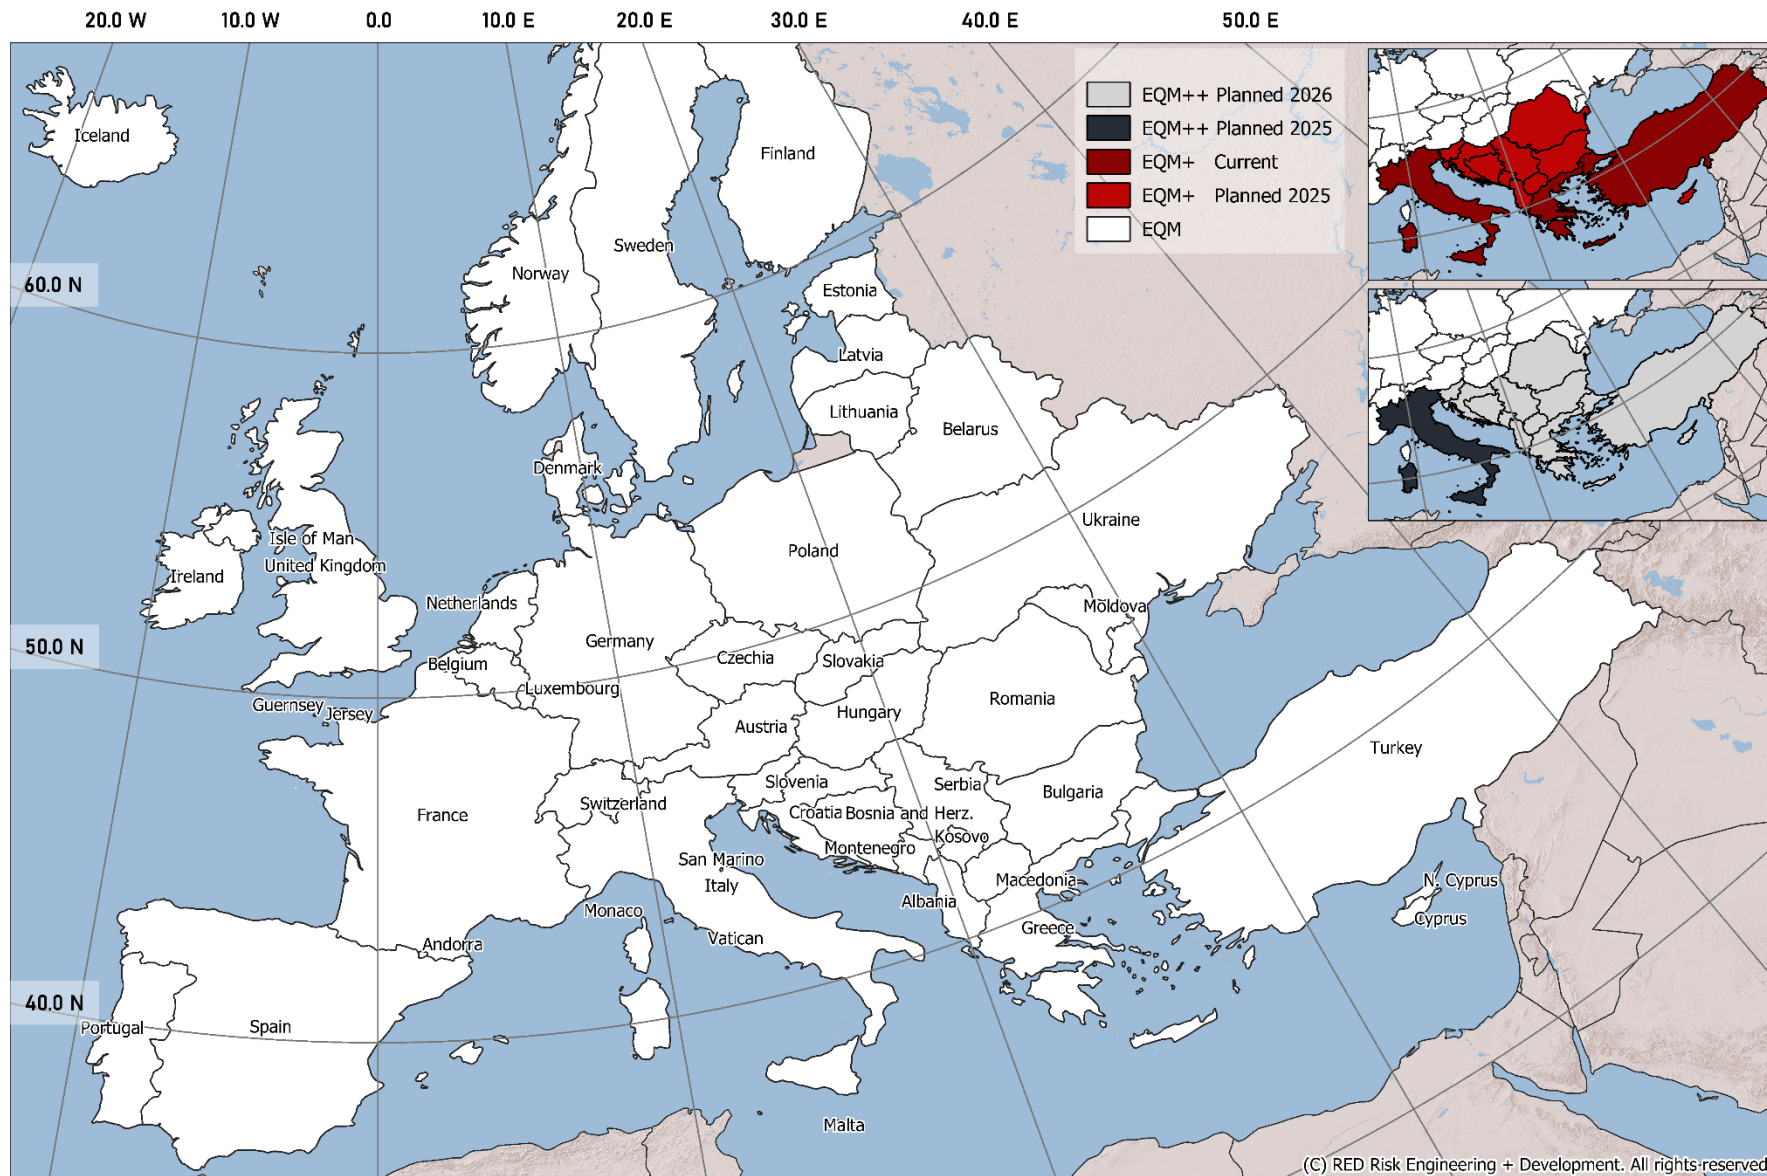 20.0 W 10.0 W 0.0 10.0 E 20.0 E 30.0 E 40.0 E 50.0 E
EQM++ Planned 2026
EQM++ Planned 2025
EQM+ Current
EQM+ Planned 2025
EQM
60.0 N
50.0 N
40.0 N
Iceland
Finland
Sweden
Norway
Estonia
Latvia
Lithuania
Belarus
Denmark
Ukraine
Isle of Man
Poland
United Kingdom
Ireland
Netherlands
Moldova
Germany
Belgium
Czechia
Slovakia
Luxembourg
Romania
Guernsey
Jersey
Hungary
Austria
Turkey
Slovenia
Serbia
Bulgaria
Switzerland
France
Croatia
Bosnia and Herz.
Kosovo
Montenegro
San Marino
Italy
Macedonia
N. Cyprus
Albania
Monaco
Cyprus
Greece
Vatican
Andorra
Portugal
Spain
Malta
(C) RED Risk Engineering + Development. All rights reserved